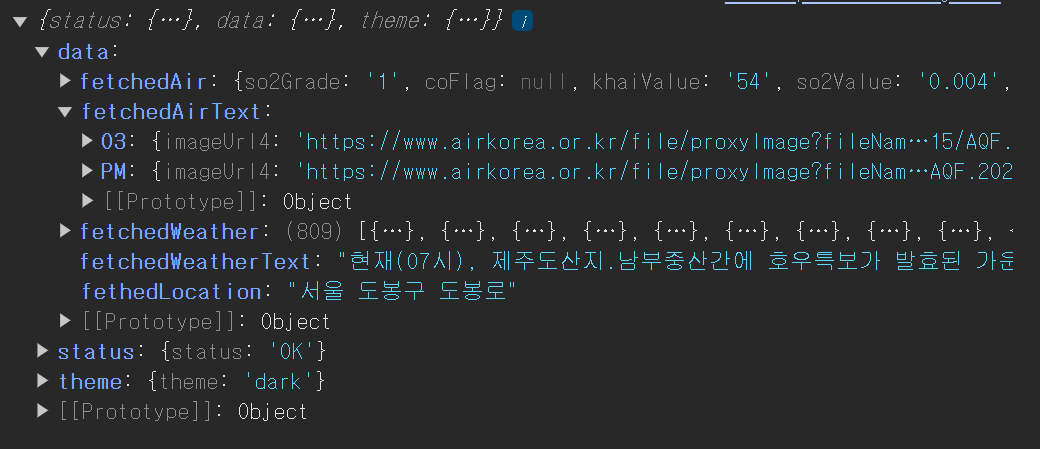 ▼ {status: {…}, data: {…}, theme: {…}} i
▼ data:
▶ fetchedAir: {so2Grade: '1', coFlag: null, khaiValue: '54', so2Value: '0.004',
▼ fetchedAirText:
▶ O3: {imageUrl4: 'https://www.airkorea.or.kr/file/proxyImage?fileNam…15/AQF.
▶ PM: {imageUrl4: 'https://www.airkorea.or.kr/file/proxyImage?fileNam…AQF.202
▶ [[Prototype]]: Object
▶ fetchedWeather: (809) [{…}, {…}, {…}, {…}, {…}, {…}, {…}, {…}, {…},
fetchedWeatherText: "현재(07시), 제주도산지.남부중산간에 호우특보가 발효된 가운
fethedLocation: "서울 도봉구 도봉로"
▶ [[Prototype]]: Object
▶ status: {status: 'OK'}
▶ theme: {theme: 'dark'}
▶ [[Prototype]]: Object